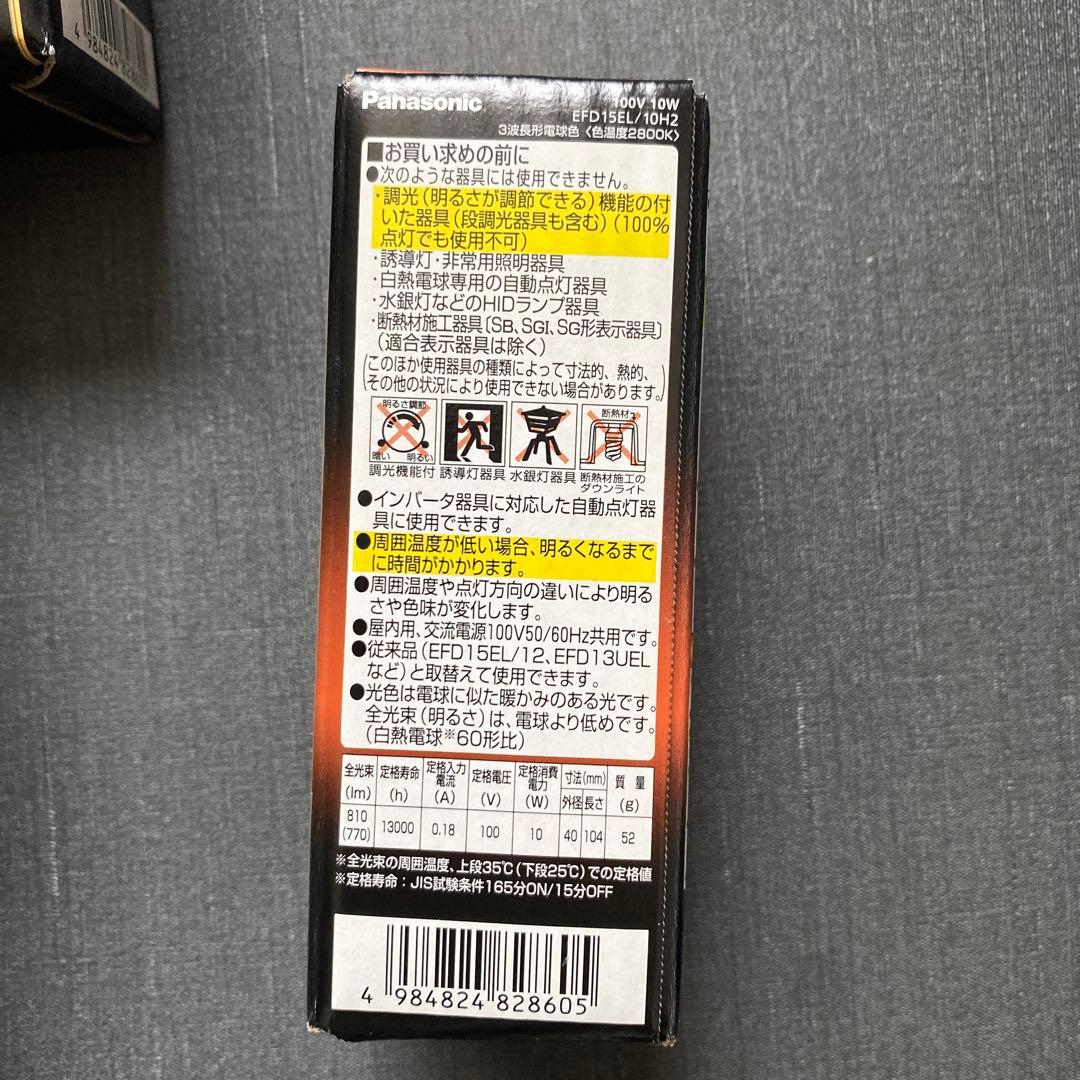 4 984824 8286
Panasonic
100V 10W
EFD15EL/10H2
3波長形電球色〈色温度2800K〉
■お買い求めの前に
●次のような器具には使用できません。
・調光(明るさが調節できる)機能の付
いた器具(段調光器具も含む)(100%
点灯でも使用不可)
・誘導灯・非常用照明器具
・白熱電球専用の自動点灯器具
・水銀灯などのHIDランプ器具
・断熱材施工器具〔SB、SGI、SG形表示器具〕
(適合表示器具は除く)
(このほか使用器具の種類によって寸法的、熱的、
その他の状況により使用できない場合があります。)
明るさ調節
暗い 明るい
断熱材
調光機能付 誘導灯器具 水銀灯器具 断熱材施工の
ダウンライト
●インバータ器具に対応した自動点灯器
具に使用できます。
●周囲温度が低い場合、明るくなるまで
に時間がかかります。
●周囲温度や点灯方向の違いにより明る
さや色味が変化します。
●屋内用、交流電源100V50/60Hz共用です。
●従来品(EFD15EL/12、EFD13UEL
など)と取替えて使用できます。
●光色は電球に似た暖かみのある光です。
全光束(明るさ)は、電球より低めです。
(白熱電球※60形比)
全光束 定格寿命 定格入力 定格電圧 定格消費 寸法(mm) 質量
電流 電力
(lm) (h) (A) (V) (W) 外径 長さ (g)
810
(770) 13000 0.18 100 10 40 104 52
※全光束の周囲温度、上段35℃(下段25℃)での定格値
※定格寿命:JIS試験条件165分ON/15分OFF
4 984824 828605